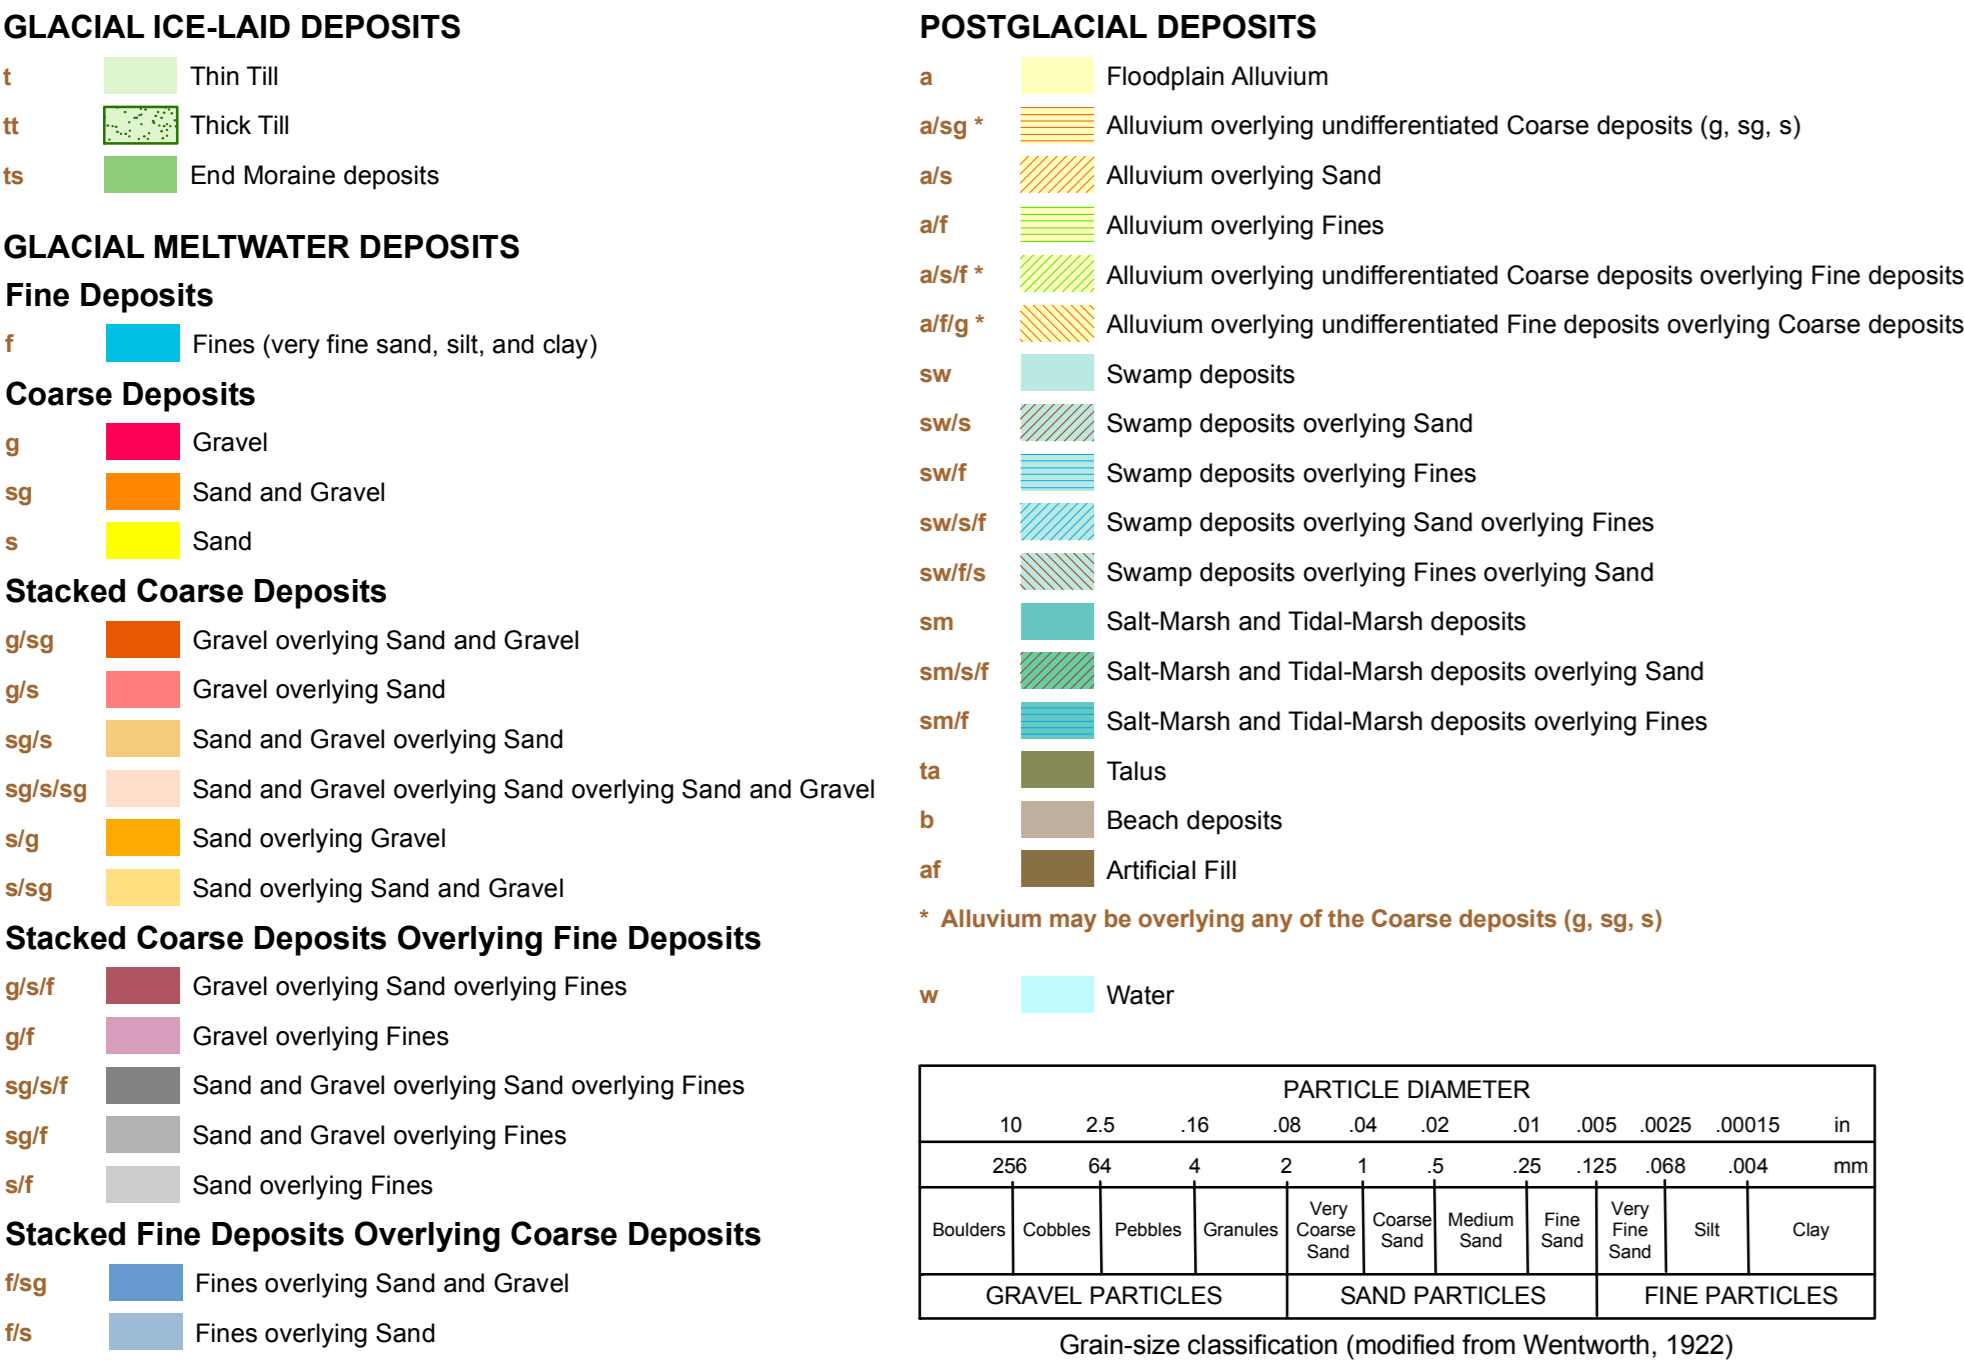 GLACIAL ICE-LAID DEPOSITS
t Thin Till
tt Thick Till
ts End Moraine deposits
GLACIAL MELTWATER DEPOSITS
Fine Deposits
f Fines (very fine sand, silt, and clay)
Coarse Deposits
g Gravel
sg Sand and Gravel
s Sand
Stacked Coarse Deposits
g/sg Gravel overlying Sand and Gravel
g/s Gravel overlying Sand
sg/s Sand and Gravel overlying Sand
sg/s/sg Sand and Gravel overlying Sand overlying Sand and Gravel
s/g Sand overlying Gravel
s/sg Sand overlying Sand and Gravel
Stacked Coarse Deposits Overlying Fine Deposits
g/s/f Gravel overlying Sand overlying Fines
g/f Gravel overlying Fines
sg/s/f Sand and Gravel overlying Sand overlying Fines
sg/f Sand and Gravel overlying Fines
s/f Sand overlying Fines
Stacked Fine Deposits Overlying Coarse Deposits
f/sg Fines overlying Sand and Gravel
f/s Fines overlying Sand
POSTGLACIAL DEPOSITS
a Floodplain Alluvium
a/sg * Alluvium overlying undifferentiated Coarse deposits (g, sg, s)
a/s Alluvium overlying Sand
a/f Alluvium overlying Fines
a/s/f * Alluvium overlying undifferentiated Coarse deposits overlying Fine deposits
a/f/g * Alluvium overlying undifferentiated Fine deposits overlying Coarse deposits
sw Swamp deposits
sw/s Swamp deposits overlying Sand
sw/f Swamp deposits overlying Fines
sw/s/f Swamp deposits overlying Sand overlying Fines
sw/f/s Swamp deposits overlying Fines overlying Sand
sm Salt-Marsh and Tidal-Marsh deposits
sm/s/f Salt-Marsh and Tidal-Marsh deposits overlying Sand
sm/f Salt-Marsh and Tidal-Marsh deposits overlying Fines
ta Talus
b Beach deposits
af Artificial Fill
* Alluvium may be overlying any of the Coarse deposits (g, sg, s)
w Water
PARTICLE DIAMETER
10 2.5 .16 .08 .04 .02 .01 .005 .0025 .00015 in
256 64 4 2 1 .5 .25 .125 .068 .004 mm
Boulders Cobbles Pebbles Granules Very Coarse Sand Coarse Sand Medium Sand Fine Sand Very Fine Sand Silt Clay
GRAVEL PARTICLES SAND PARTICLES FINE PARTICLES
Grain-size classification (modified from Wentworth, 1922)